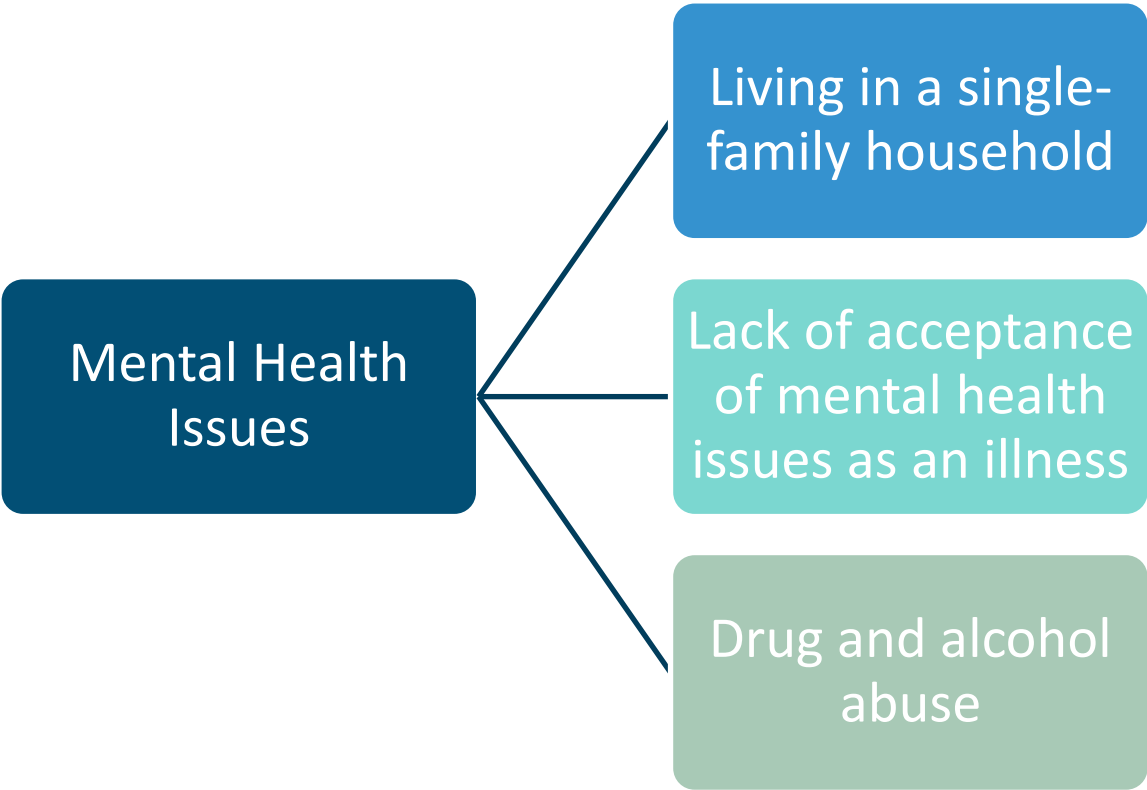 Living in a single-
family household
Mental Health
Issues
Lack of acceptance
of mental health
issues as an illness
Drug and alcohol
abuse